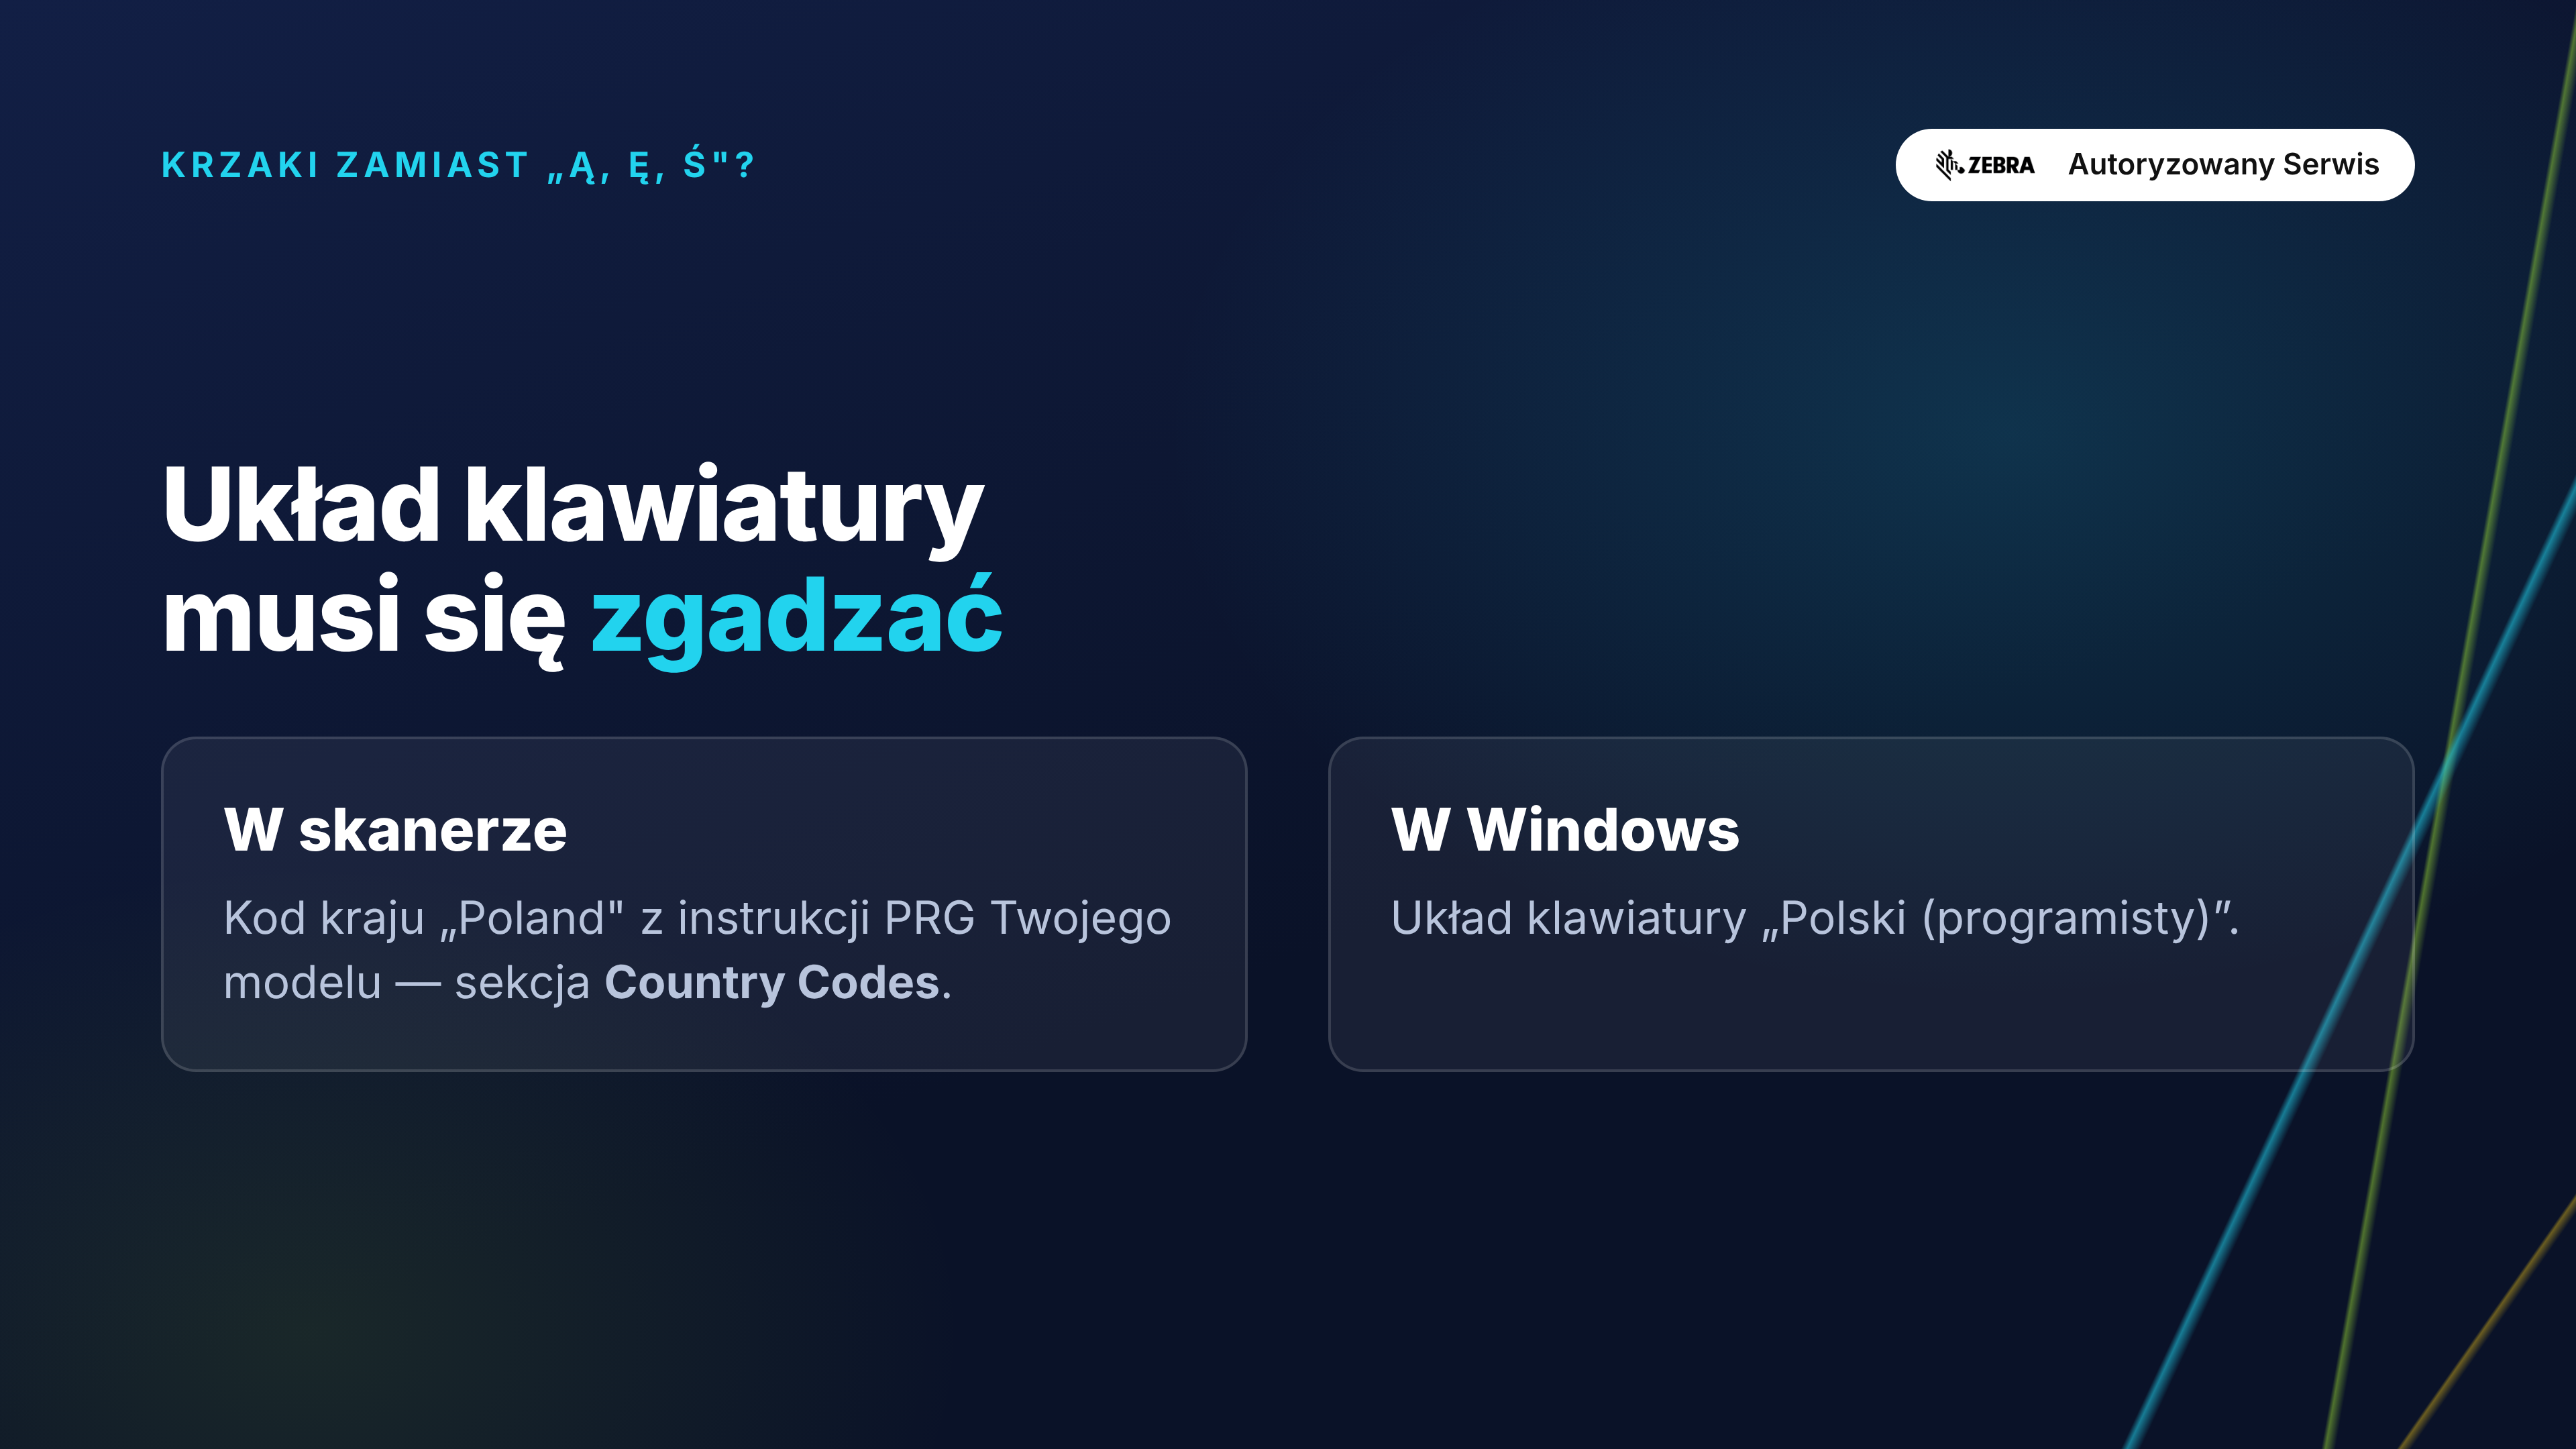 KRZAKI ZAMIAST „Ą, Ę, Ś"?
ZEBRA Autoryzowany Serwis
Układ klawiatury
musi się zgadzać
W skanerze
Kod kraju „Poland" z instrukcji PRG Twojego
modelu — sekcja Country Codes.
W Windows
Układ klawiatury „Polski (programisty)”.